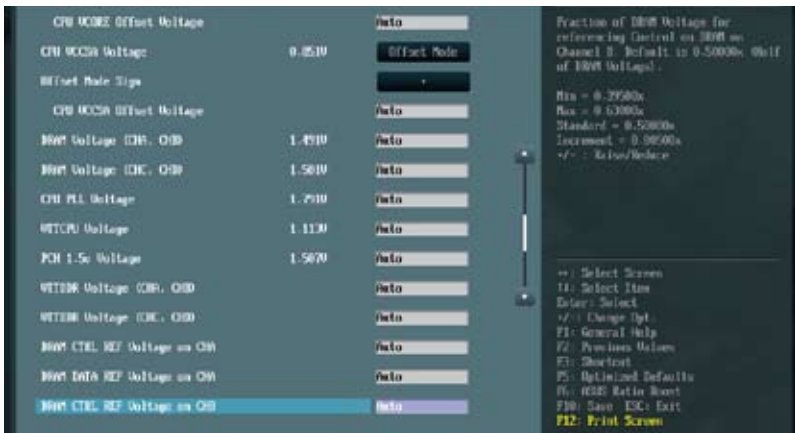 CPU VCORE Offset Voltage Auto
CPU VCCSA Voltage 0.851V Offset Mode
Offset Mode Sign +
CPU VCCSA Offset Voltage Auto
DRAM Voltage (CHA, CHB) 1.491V Auto
DRAM Voltage (CHC, CHD) 1.501V Auto
CPU PLL Voltage 1.791V Auto
VTTCPU Voltage 1.113V Auto
PCH 1.5v Voltage 1.507V Auto
VTTDDR Voltage (CHA, CHB) Auto
VTTDDR Voltage (CHC, CHD) Auto
DRAM CTRL REF Voltage on CHA Auto
DRAM DATA REF Voltage on CHA Auto
DRAM CTRL REF Voltage on CHB Auto
Fraction of DRAM Voltage for
referencing Control on DRAM on
Channel B. Default is 0.50000x (Half
of DRAM Voltage).
Min = 0.39500x
Max = 0.63000x
Standard = 0.50000x
Increment = 0.00500x
+/- : Raise/Reduce
→←: Select Screen
↑↓: Select Item
Enter: Select
+/-: Change Opt.
F1: General Help
F2: Previous Values
F3: Shortcut
F5: Optimized Defaults
F6: ASUS Ratio Boost
F10: Save ESC: Exit
F12: Print Screen